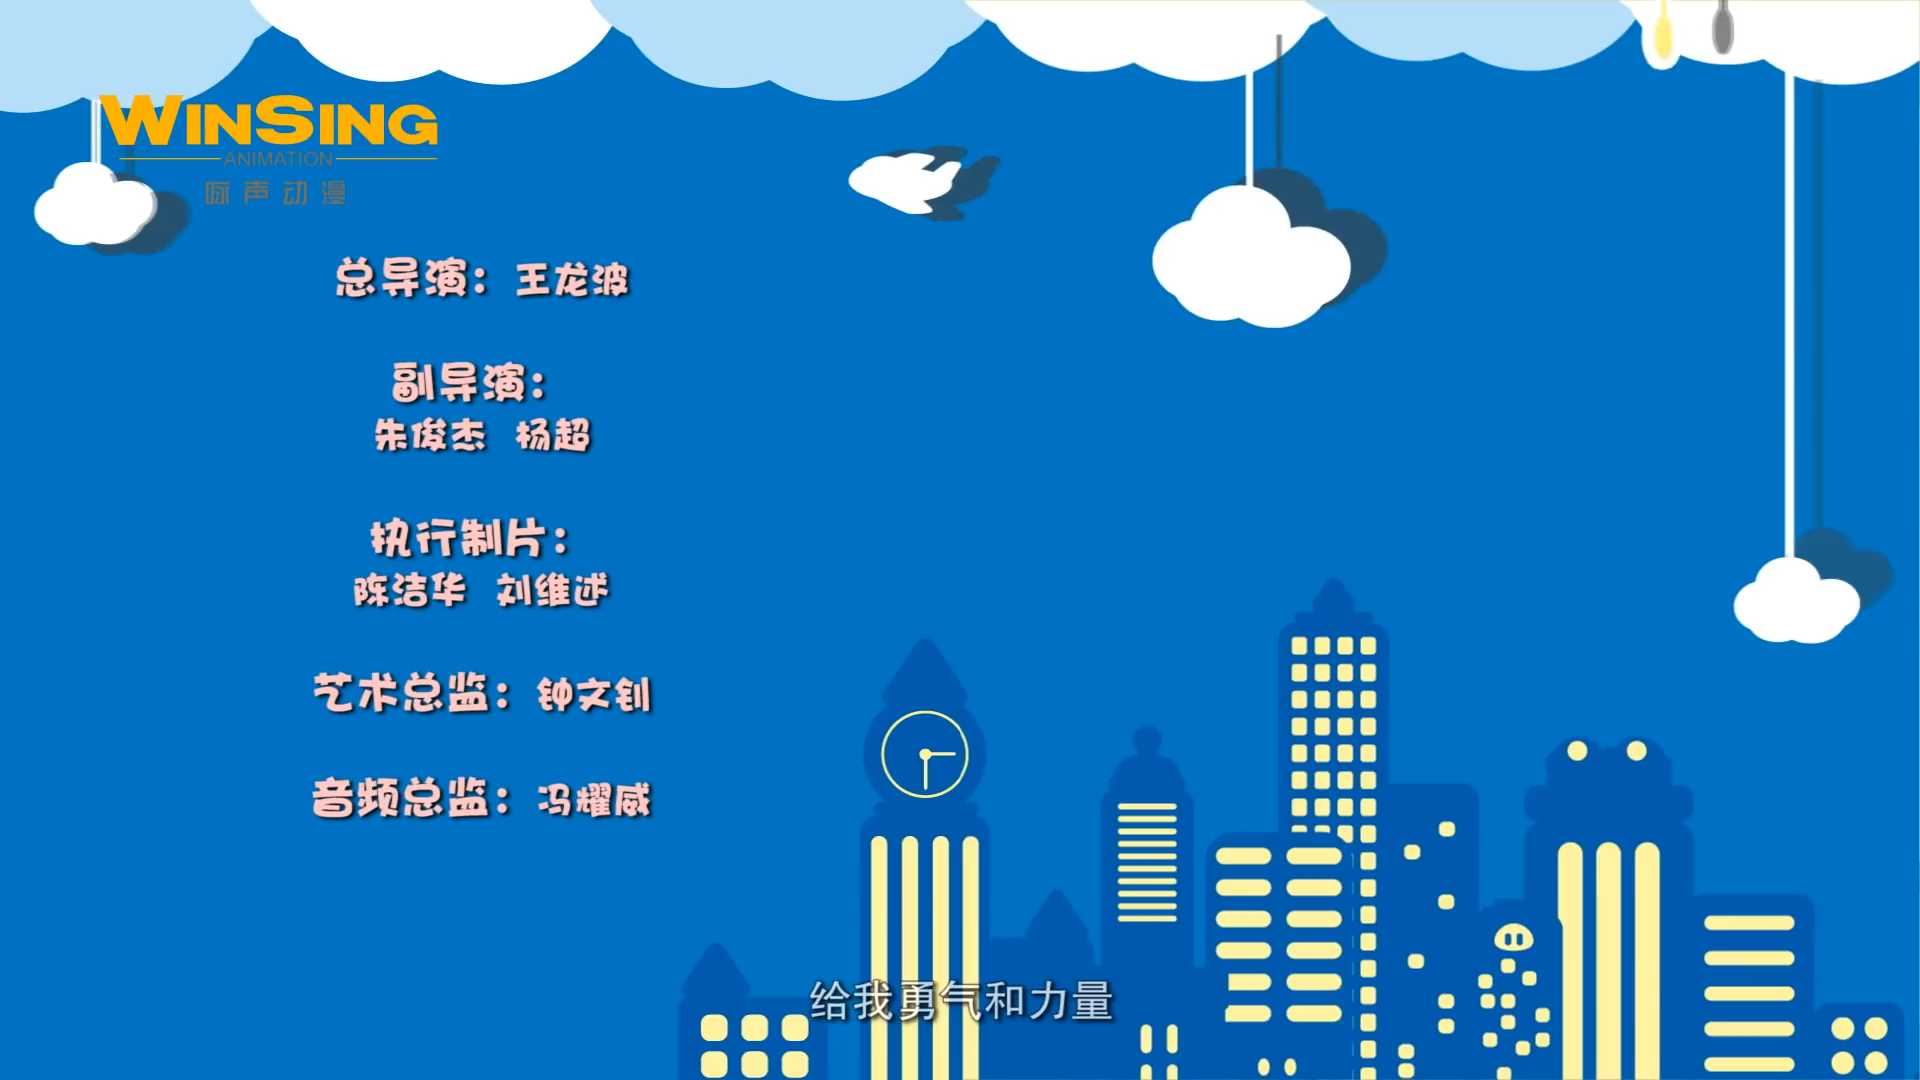 WINSING
ANIMATION
咏声动漫
总导演：王龙波
副导演：
朱俊杰 杨超
执行制片：
陈洁华 刘维述
艺术总监：钟文钊
音频总监：冯耀威
给我勇气和力量